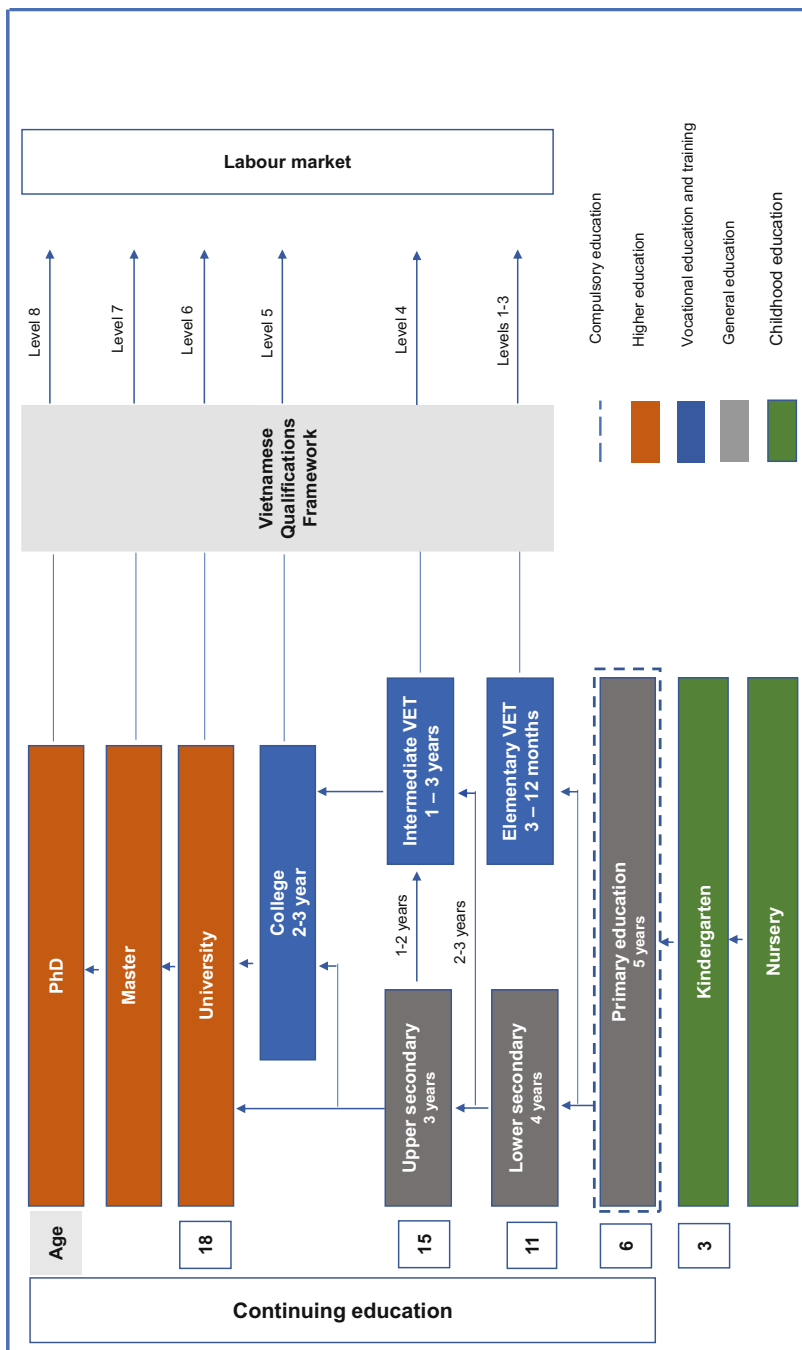 Continuing education
Age
18
15
11
6
3
PhD
Master
University
College
2-3 year
Upper secondary
3 years
1-2 years
Intermediate VET
1 – 3 years
2-3 years
Lower secondary
4 years
Elementary VET
3 – 12 months
Primary education
5 years
Kindergarten
Nursery
Vietnamese
Qualifications
Framework
Level 8
Level 7
Level 6
Level 5
Level 4
Levels 1-3
Labour market
Compulsory education
Higher education
Vocational education and training
General education
Childhood education